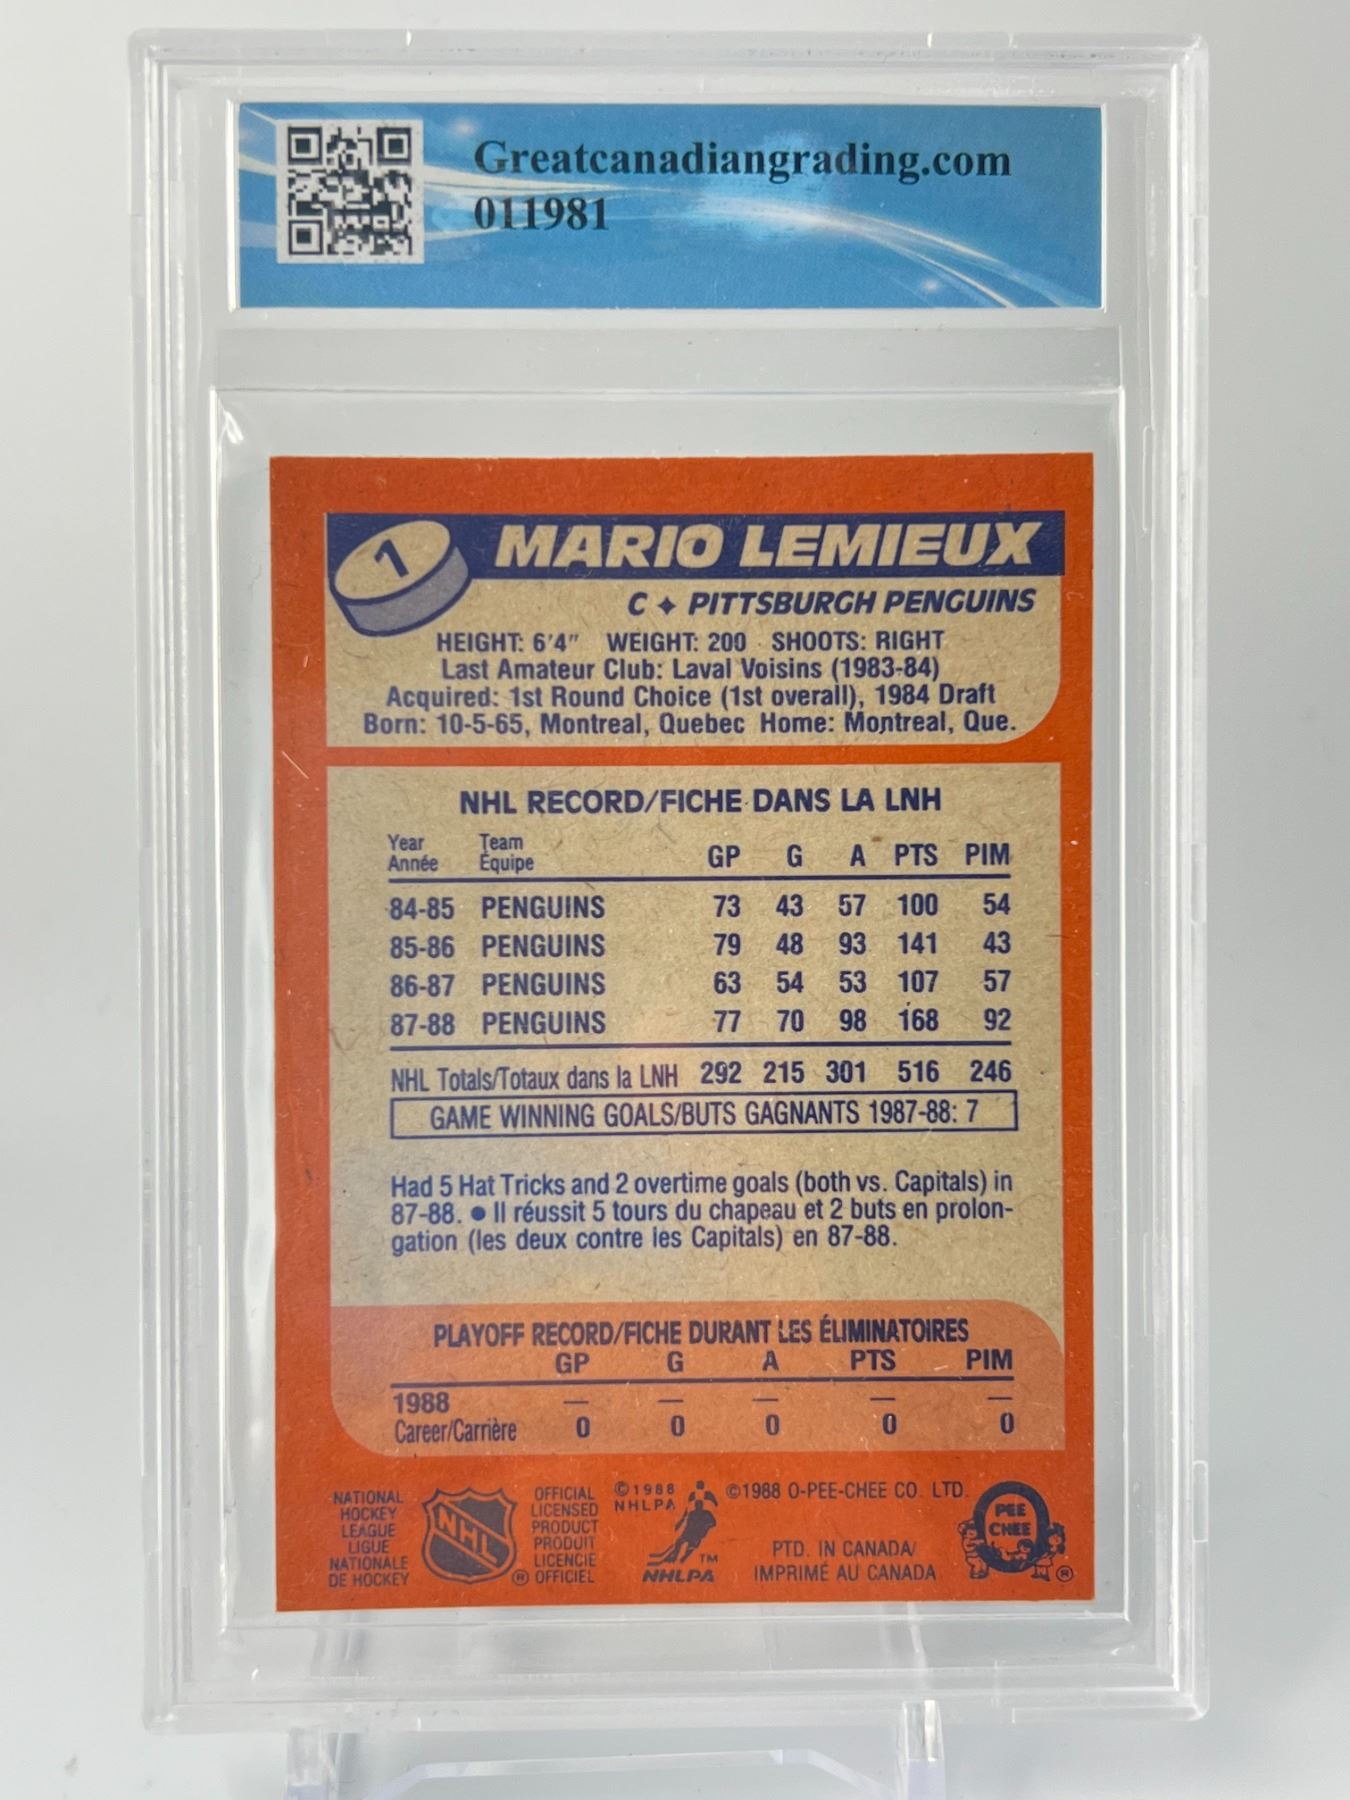 Greatcanadiangrading.com
011981
1
MARIO LEMIEUX
C ✦ PITTSBURGH PENGUINS
HEIGHT: 6'4" WEIGHT: 200 SHOOTS: RIGHT
Last Amateur Club: Laval Voisins (1983-84)
Acquired: 1st Round Choice (1st overall), 1984 Draft
Born: 10-5-65, Montreal, Quebec Home: Montreal, Que.
NHL RECORD/FICHE DANS LA LNH
Year Team
Année Équipe GP G A PTS PIM
84-85 PENGUINS 73 43 57 100 54
85-86 PENGUINS 79 48 93 141 43
86-87 PENGUINS 63 54 53 107 57
87-88 PENGUINS 77 70 98 168 92
NHL Totals/Totaux dans la LNH 292 215 301 516 246
GAME WINNING GOALS/BUTS GAGNANTS 1987-88: 7
Had 5 Hat Tricks and 2 overtime goals (both vs. Capitals) in
87-88. ● Il réussit 5 tours du chapeau et 2 buts en prolon-
gation (les deux contre les Capitals) en 87-88.
PLAYOFF RECORD/FICHE DURANT LES ÉLIMINATOIRES
GP G A PTS PIM
1988 — — — — —
Career/Carrière 0 0 0 0 0
NATIONAL
HOCKEY
LEAGUE
LIGUE
NATIONALE
DE HOCKEY
NHL
®
OFFICIAL
LICENSED
PRODUCT
PRODUIT
LICENCIE
OFFICIEL
©1988
NHLPA
TM
NHLPA
©1988 O-PEE-CHEE CO. LTD.
PTD. IN CANADA/
IMPRIMÉ AU CANADA
PEE
CHEE
®